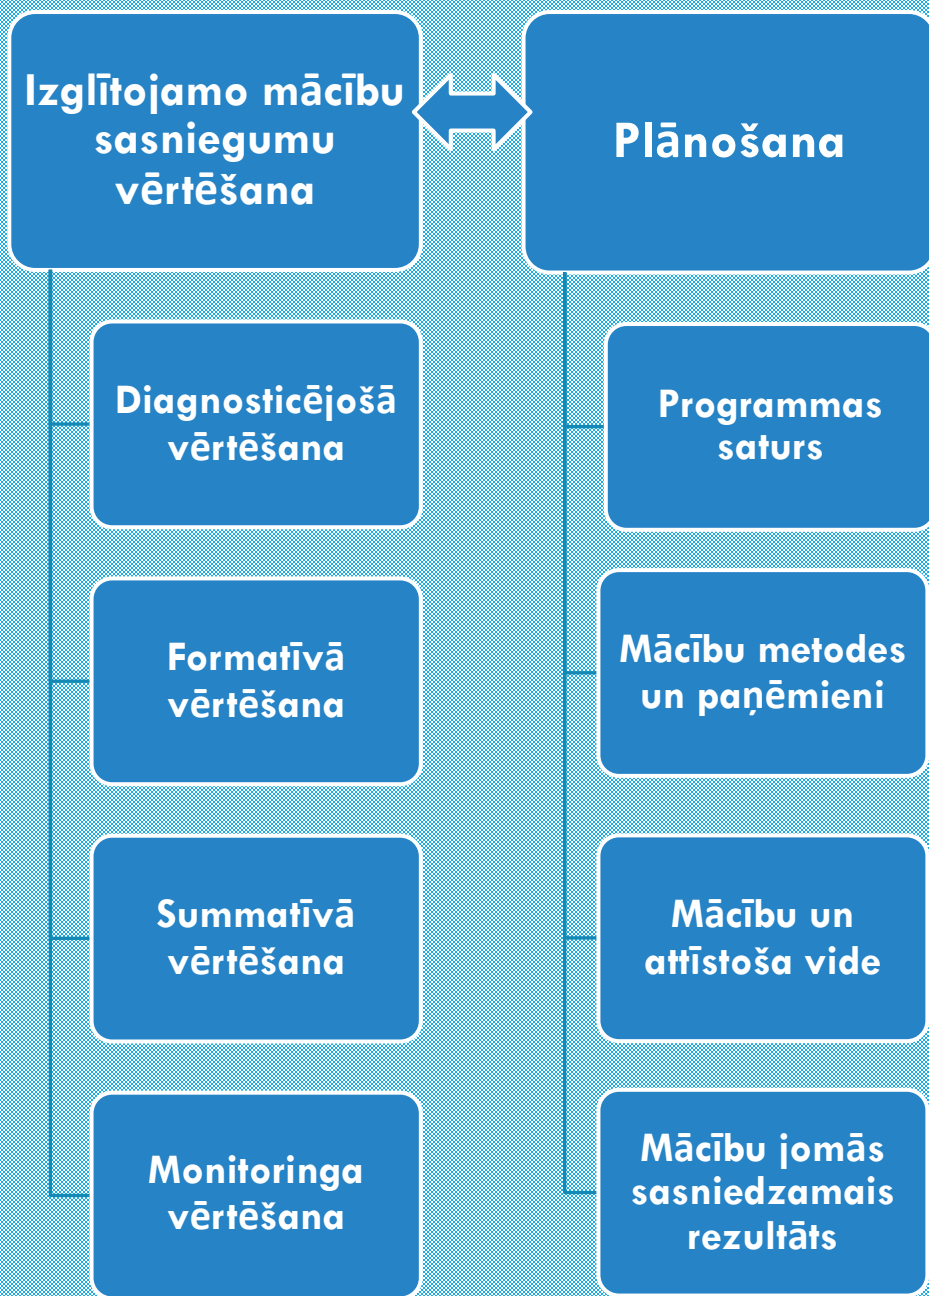 Izglītojamo mācību
sasniegumu
vērtēšana
Diagnosticējošā
vērtēšana
Formatīvā
vērtēšana
Summatīvā
vērtēšana
Monitoringa
vērtēšana
Plānošana
Programmas
saturs
Mācību metodes
un paņēmieni
Mācību un
attīstoša vide
Mācību jomās
sasniedzamais
rezultāts